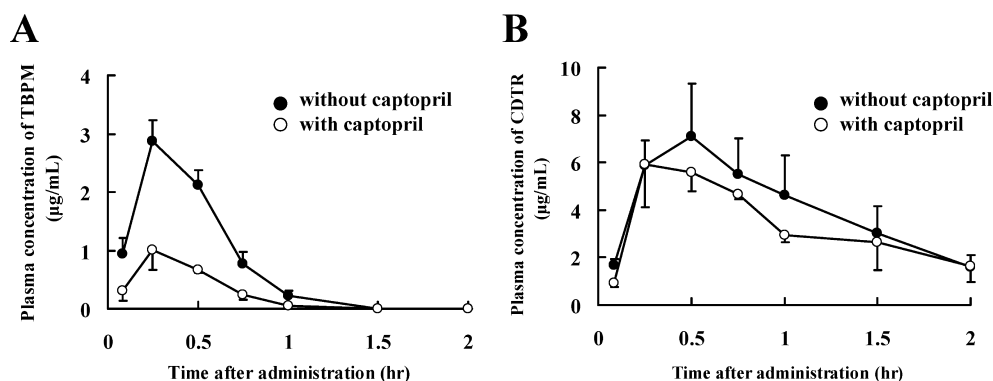 A
Plasma concentration of TBPM
(μg/mL)
4
3
2
1
0
without captopril
with captopril
0
0.5
1
1.5
2
Time after administration (hr)
B
Plasma concentration of CDTR
(μg/mL)
10
8
6
4
2
0
without captopril
with captopril
0
0.5
1
1.5
2
Time after administration (hr)